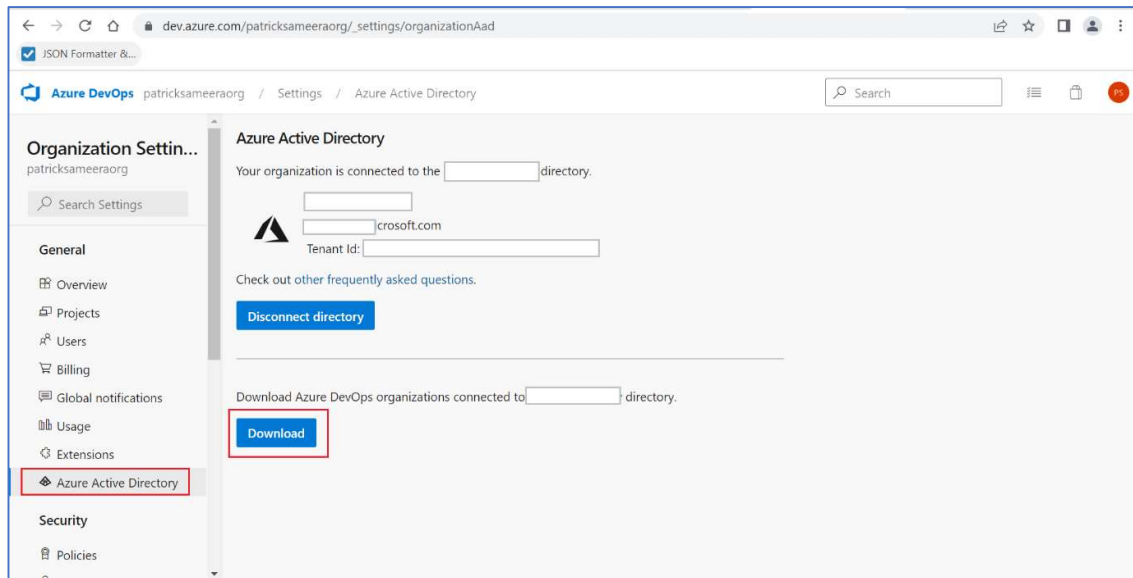 dev.azure.com/patricksameeraorg/_settings/organizationAad
JSON Formatter &...
Azure DevOps patricksameeraorg / Settings / Azure Active Directory
Search
PS
Organization Settin...
patricksameeraorg
Search Settings
General
Overview
Projects
Users
Billing
Global notifications
Usage
Extensions
Azure Active Directory
Security
Policies
Azure Active Directory
Your organization is connected to the directory.
crosoft.com
Tenant Id:
Check out other frequently asked questions.
Disconnect directory
Download Azure DevOps organizations connected to directory.
Download